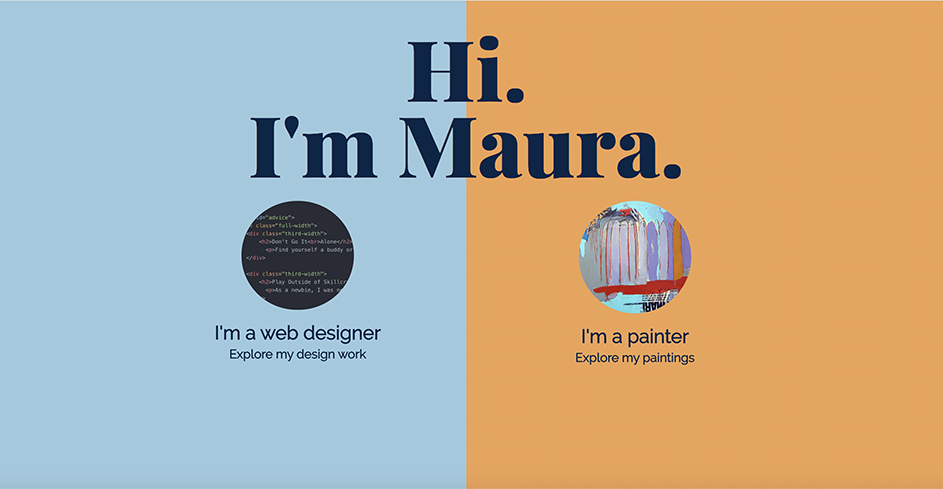 Hi.
I'm Maura.
id="advice">
class="full-width">
<div class="third-width">
<h2>Don't Go It<br>Alone</h2
<p>Find yourself a buddy or
</div>
<div class="third-width">
<h2>Play Outside of Skillcr
<p>As a newbie, I was
I'm a web designer
Explore my design work
I'm a painter
Explore my paintings